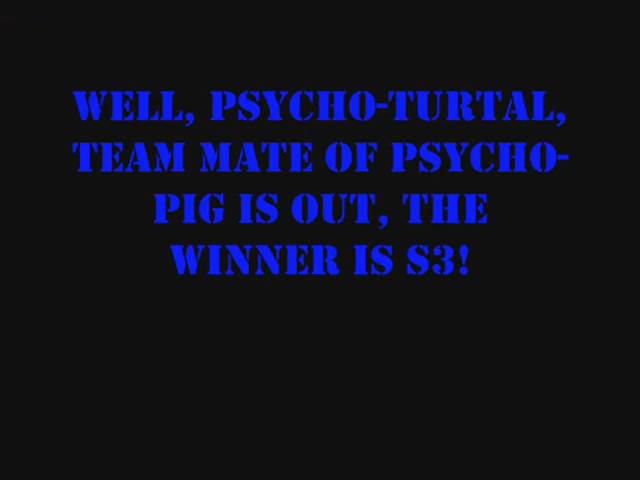 WELL, PSYCHO-TURTAL,
TEAM MATE OF PSYCHO-
PIG IS OUT, THE
WINNER IS S3!